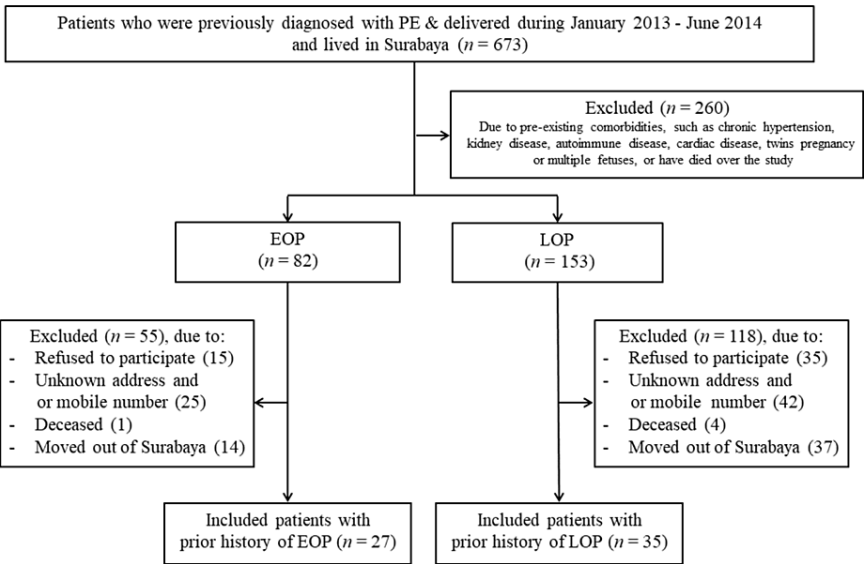 Patients who were previously diagnosed with PE & delivered during January 2013 - June 2014
and lived in Surabaya (n = 673)
Excluded (n = 260)
Due to pre-existing comorbidities, such as chronic hypertension,
kidney disease, autoimmune disease, cardiac disease, twins pregnancy
or multiple fetuses, or have died over the study
EOP
(n = 82)
LOP
(n = 153)
Excluded (n = 55), due to:
- Refused to participate (15)
- Unknown address and
or mobile number (25)
- Deceased (1)
- Moved out of Surabaya (14)
Excluded (n = 118), due to:
- Refused to participate (35)
- Unknown address and
or mobile number (42)
- Deceased (4)
- Moved out of Surabaya (37)
Included patients with
prior history of EOP (n = 27)
Included patients with
prior history of LOP (n = 35)